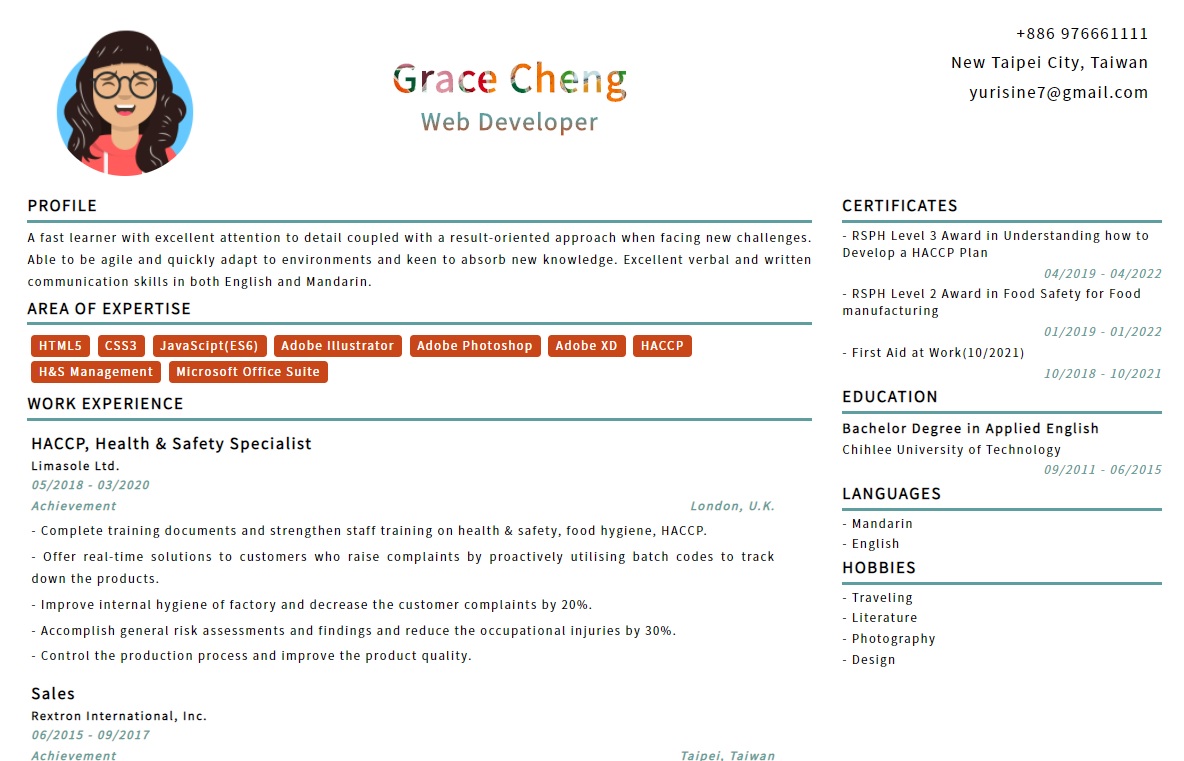 Grace Cheng
Web Developer
+886 976661111
New Taipei City, Taiwan
yurisine7@gmail.com
PROFILE
A fast learner with excellent attention to detail coupled with a result-oriented approach when facing new challenges.
Able to be agile and quickly adapt to environments and keen to absorb new knowledge. Excellent verbal and written
communication skills in both English and Mandarin.
AREA OF EXPERTISE
HTML5 CSS3 JavaScipt(ES6) Adobe Illustrator Adobe Photoshop Adobe XD HACCP
H&S Management Microsoft Office Suite
WORK EXPERIENCE
HACCP, Health & Safety Specialist
Limasole Ltd.
05/2018 - 03/2020
Achievement London, U.K.
- Complete training documents and strengthen staff training on health & safety, food hygiene, HACCP.
- Offer real-time solutions to customers who raise complaints by proactively utilising batch codes to track
down the products.
- Improve internal hygiene of factory and decrease the customer complaints by 20%.
- Accomplish general risk assessments and findings and reduce the occupational injuries by 30%.
- Control the production process and improve the product quality.
Sales
Rextron International, Inc.
06/2015 - 09/2017
Achievement Taipei, Taiwan
CERTIFICATES
- RSPH Level 3 Award in Understanding how to
Develop a HACCP Plan
04/2019 - 04/2022
- RSPH Level 2 Award in Food Safety for Food
manufacturing
01/2019 - 01/2022
- First Aid at Work(10/2021)
10/2018 - 10/2021
EDUCATION
Bachelor Degree in Applied English
Chihlee University of Technology
09/2011 - 06/2015
LANGUAGES
- Mandarin
- English
HOBBIES
- Traveling
- Literature
- Photography
- Design